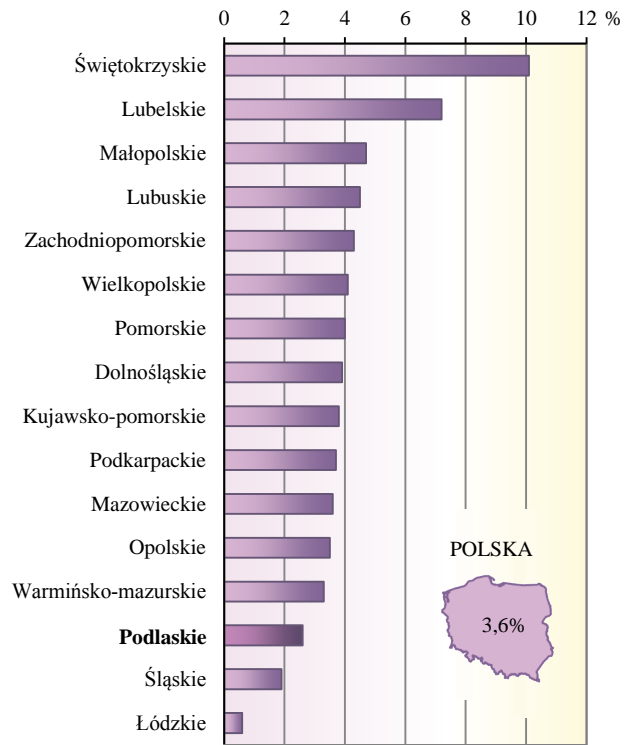 0 2 4 6 8 10 12 %
Świętokrzyskie
Lubelskie
Małopolskie
Lubuskie
Zachodniopomorskie
Wielkopolskie
Pomorskie
Dolnośląskie
Kujawsko-pomorskie
Podkarpackie
Mazowieckie
Opolskie
POLSKA
Warmińsko-mazurskie
3,6%
Podlaskie
Śląskie
Łódzkie